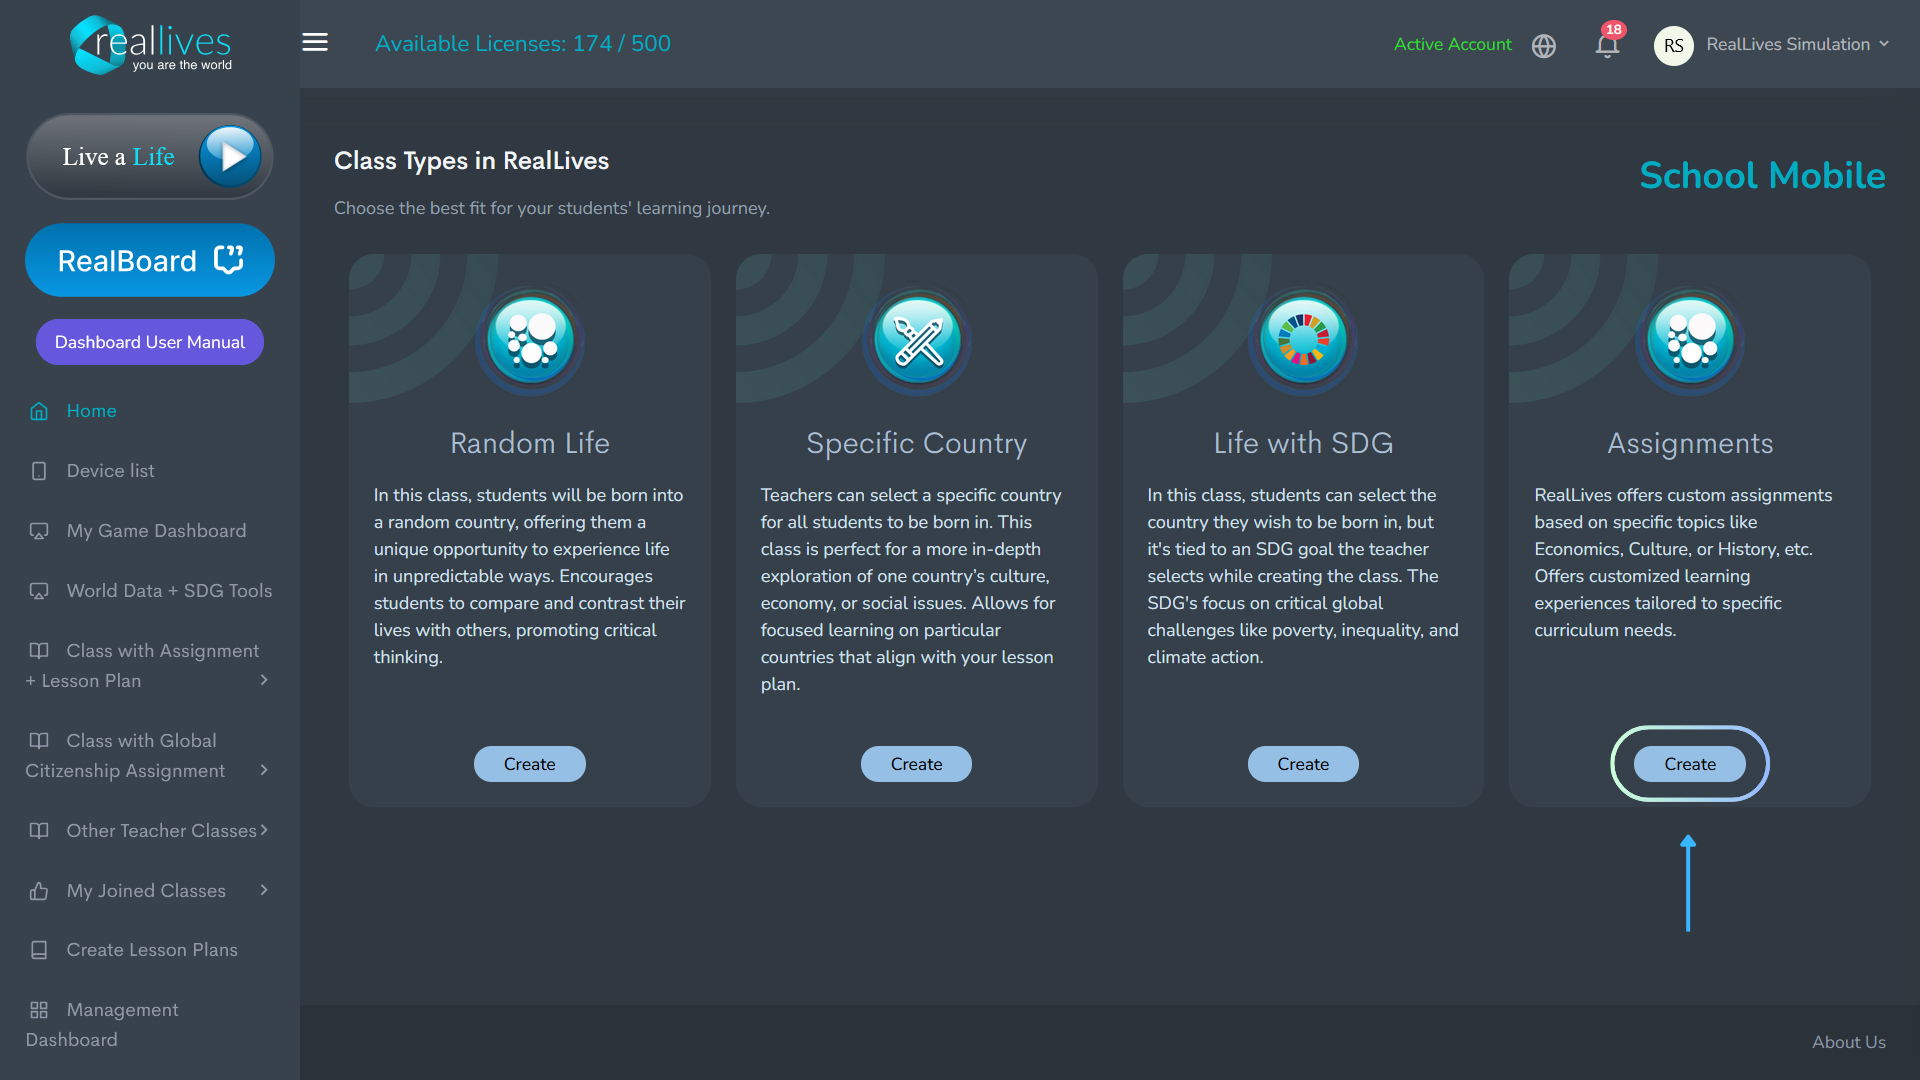 reallives
you are the world
Available Licenses: 174 / 500
Active Account
18
RS
RealLives Simulation
Live a Life
RealBoard
Dashboard User Manual
Home
Device list
My Game Dashboard
World Data + SDG Tools
Class with Assignment
+ Lesson Plan
Class with Global
Citizenship Assignment
Other Teacher Classes
My Joined Classes
Create Lesson Plans
Management
Dashboard
Class Types in RealLives
School Mobile
Choose the best fit for your students' learning journey.
Random Life
In this class, students will be born into
a random country, offering them a
unique opportunity to experience life
in unpredictable ways. Encourages
students to compare and contrast their
lives with others, promoting critical
thinking.
Create
Specific Country
Teachers can select a specific country
for all students to be born in. This
class is perfect for a more in-depth
exploration of one country’s culture,
economy, or social issues. Allows for
focused learning on particular
countries that align with your lesson
plan.
Create
Life with SDG
In this class, students can select the
country they wish to be born in, but
it's tied to an SDG goal the teacher
selects while creating the class. The
SDG's focus on critical global
challenges like poverty, inequality, and
climate action.
Create
Assignments
RealLives offers custom assignments
based on specific topics like
Economics, Culture, or History, etc.
Offers customized learning
experiences tailored to specific
curriculum needs.
Create
About Us